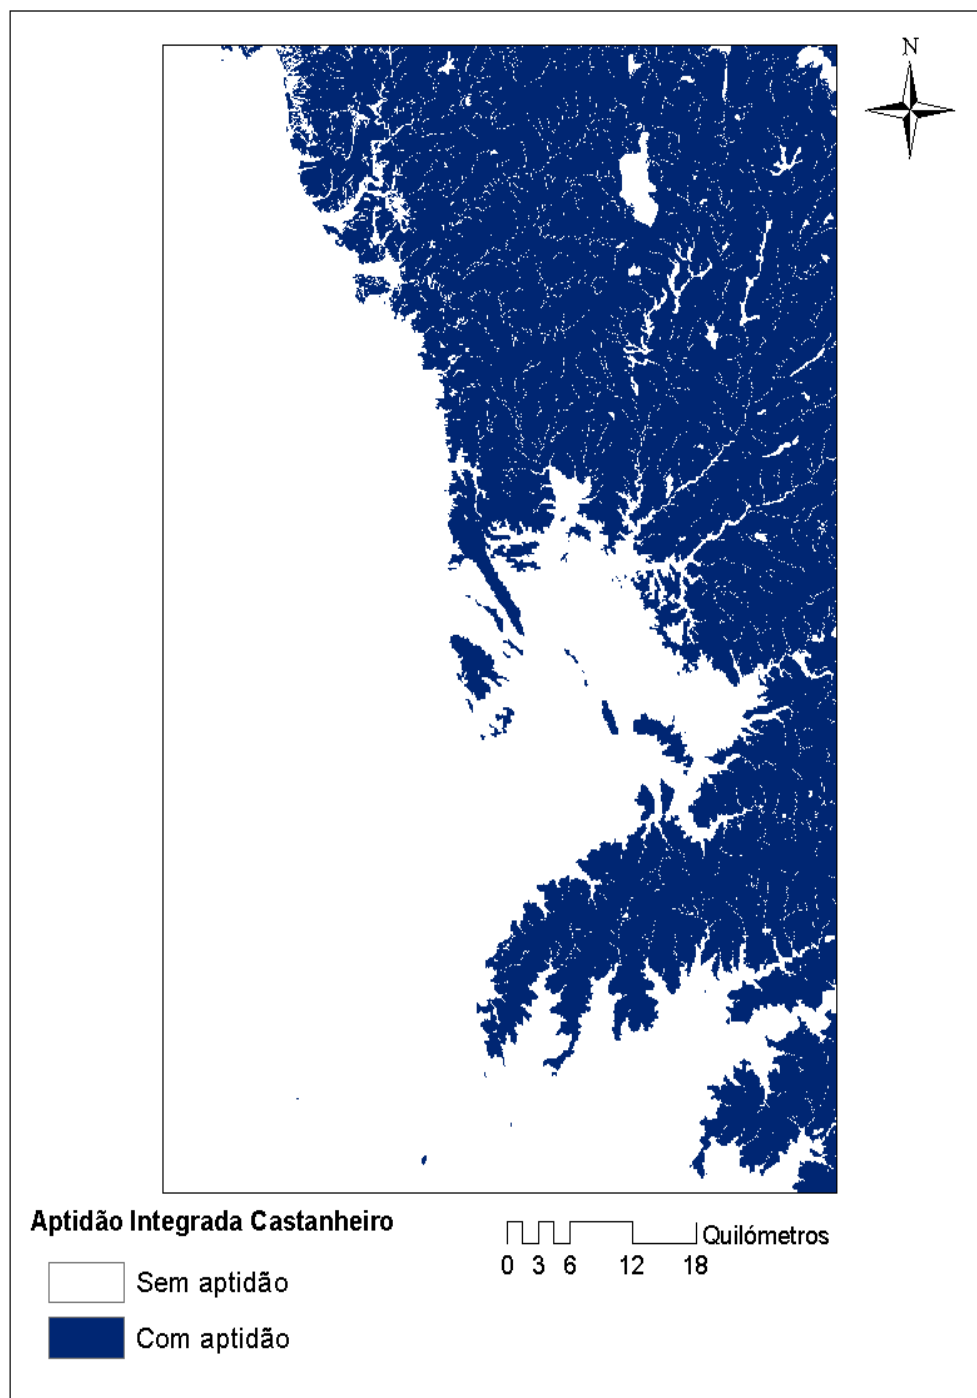 N
Aptidão Integrada Castanheiro
Sem aptidão
Com aptidão
Quilómetros
0 3 6 12 18